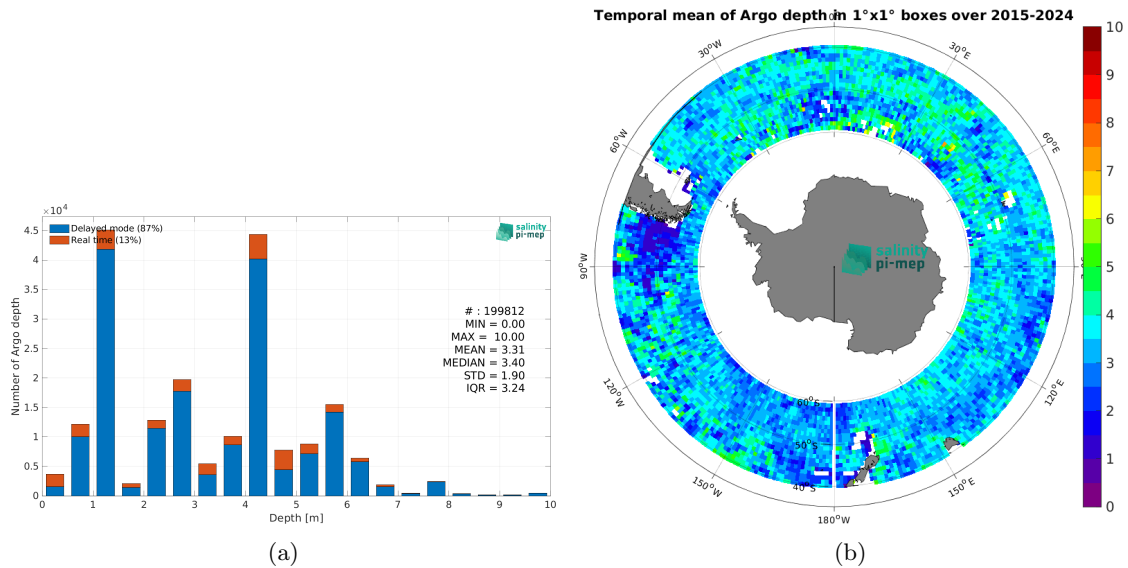 ×10⁴
4.5
4
3.5
3
2.5
2
1.5
1
0.5
0
Number of Argo depth
Delayed mode (87%)
Real time (13%)
salinity
pi-mep
# : 199812
MIN = 0.00
MAX = 10.00
MEAN = 3.31
MEDIAN = 3.40
STD = 1.90
IQR = 3.24
0 1 2 3 4 5 6 7 8 9 10
Depth [m]
(a)
Temporal mean of Argo depth in 1°x1° boxes over 2015-2024
30°W
30°E
60°W
60°E
90°W
salinity
pi-mep
120°W
120°E
60°S
50°S
40°S
150°W
150°E
180°W
10
9
8
7
6
5
4
3
2
1
0
(b)